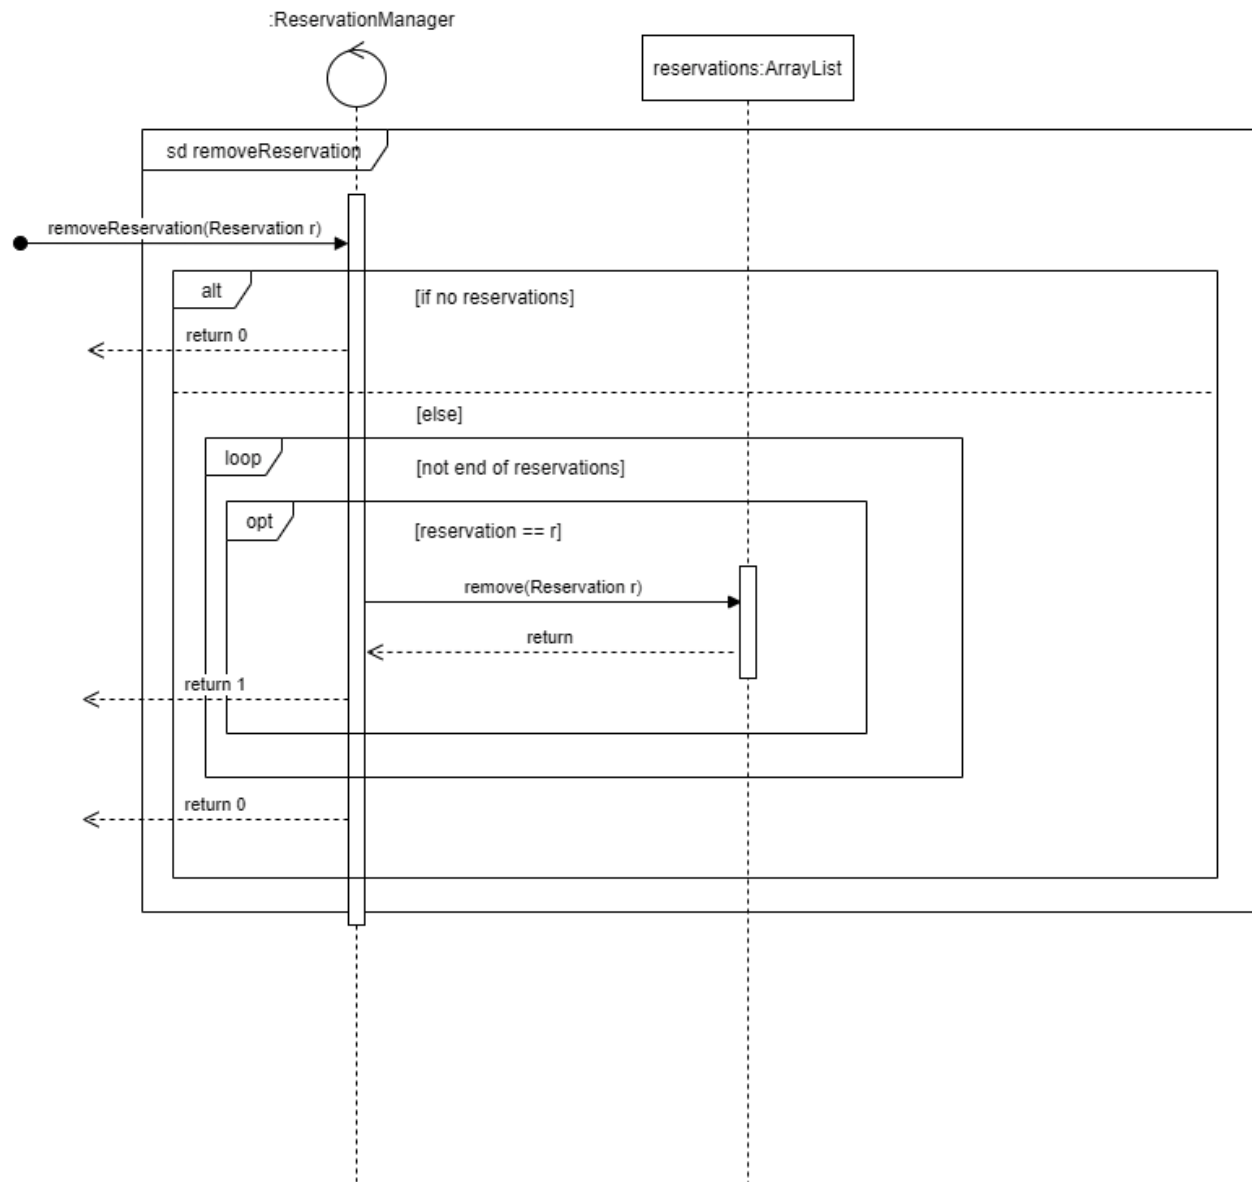 :ReservationManager
reservations:ArrayList
sd removeReservation
removeReservation(Reservation r)
alt
[if no reservations]
return 0
[else]
loop
[not end of reservations]
opt
[reservation == r]
remove(Reservation r)
return
return 1
return 0